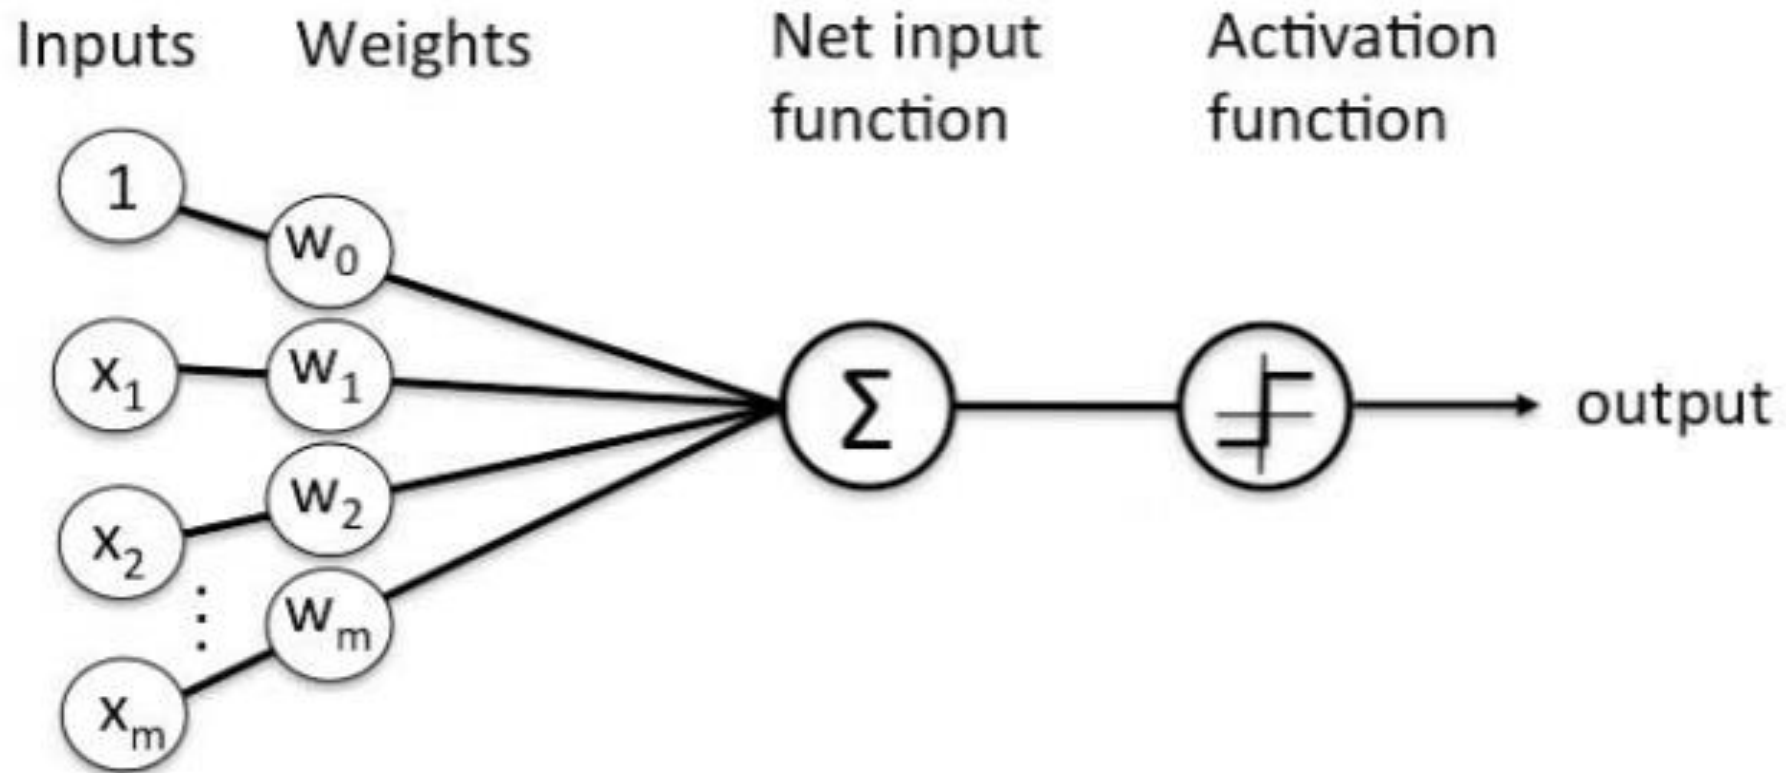 Inputs
Weights
Net input
function
Activation
function
1
w₀
x₁
w₁
x₂
w₂
⋮
xₘ
wₘ
Σ
output